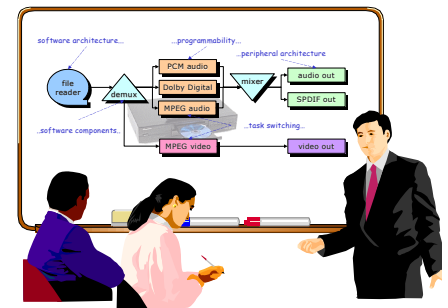 software architecture...
...programmability...
...peripheral architecture
PCM audio
file
reader
demux
Dolby Digital
mixer
audio out
MPEG audio
SPDIF out
..software components..
...task switching...
MPEG video
video out